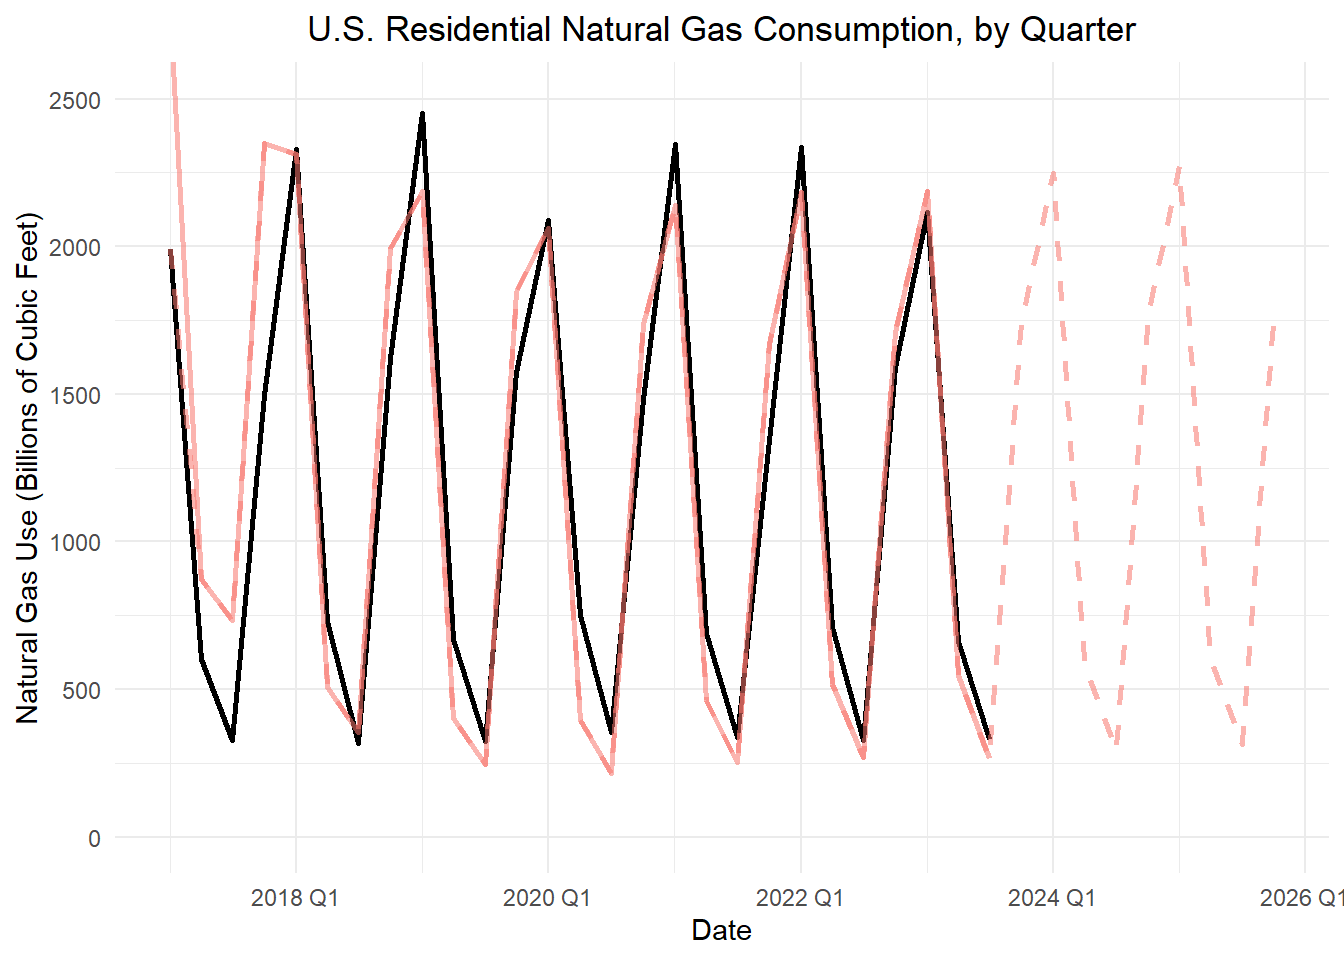 U.S. Residential Natural Gas Consumption, by Quarter
Natural Gas Use (Billions of Cubic Feet)
2500
2000
1500
1000
500
0
2018 Q1
2020 Q1
2022 Q1
2024 Q1
2026 Q1
Date